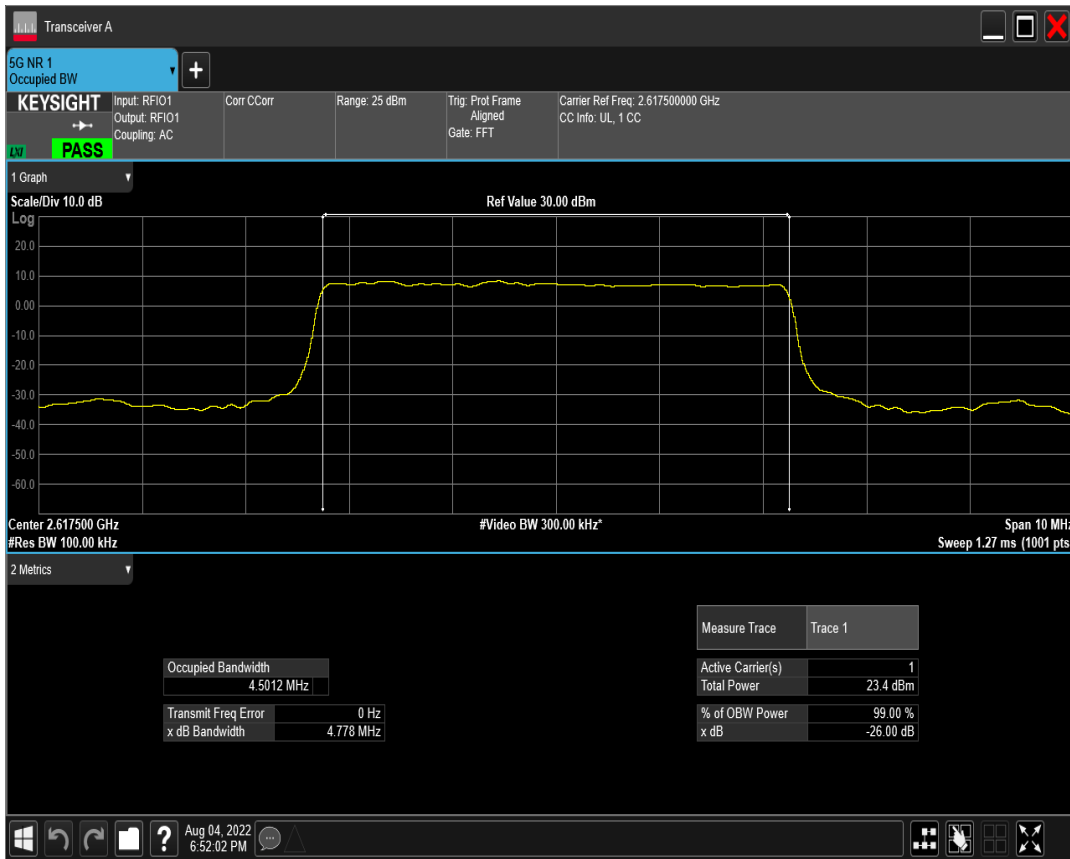 Transceiver A
5G NR 1
Occupied BW
KEYSIGHT
LXI
PASS
Input: RFIO1
Output: RFIO1
Coupling: AC
Corr CCorr
Range: 25 dBm
Trig: Prot Frame
Aligned
Gate: FFT
Carrier Ref Freq: 2.617500000 GHz
CC Info: UL, 1 CC
1 Graph
Scale/Div 10.0 dB
Ref Value 30.00 dBm
Log
20.0
10.0
0.00
-10.0
-20.0
-30.0
-40.0
-50.0
-60.0
Center 2.617500 GHz
#Video BW 300.00 kHz*
Span 10 MHz
#Res BW 100.00 kHz
Sweep 1.27 ms (1001 pts
2 Metrics
Measure Trace Trace 1
Occupied Bandwidth
4.5012 MHz
Active Carrier(s) 1
Total Power 23.4 dBm
Transmit Freq Error 0 Hz
x dB Bandwidth 4.778 MHz
% of OBW Power 99.00 %
x dB -26.00 dB
?
Aug 04, 2022
6:52:02 PM